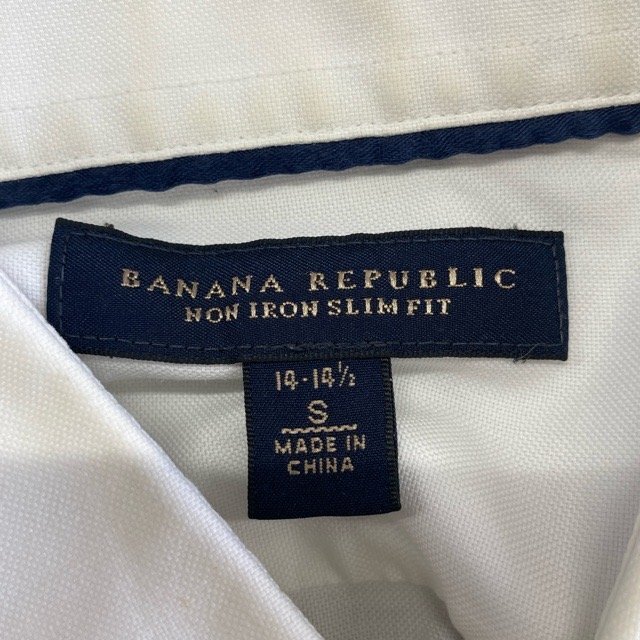 BANANA REPUBLIC
NON IRON SLIM FIT
14-14½
S
MADE IN
CHINA